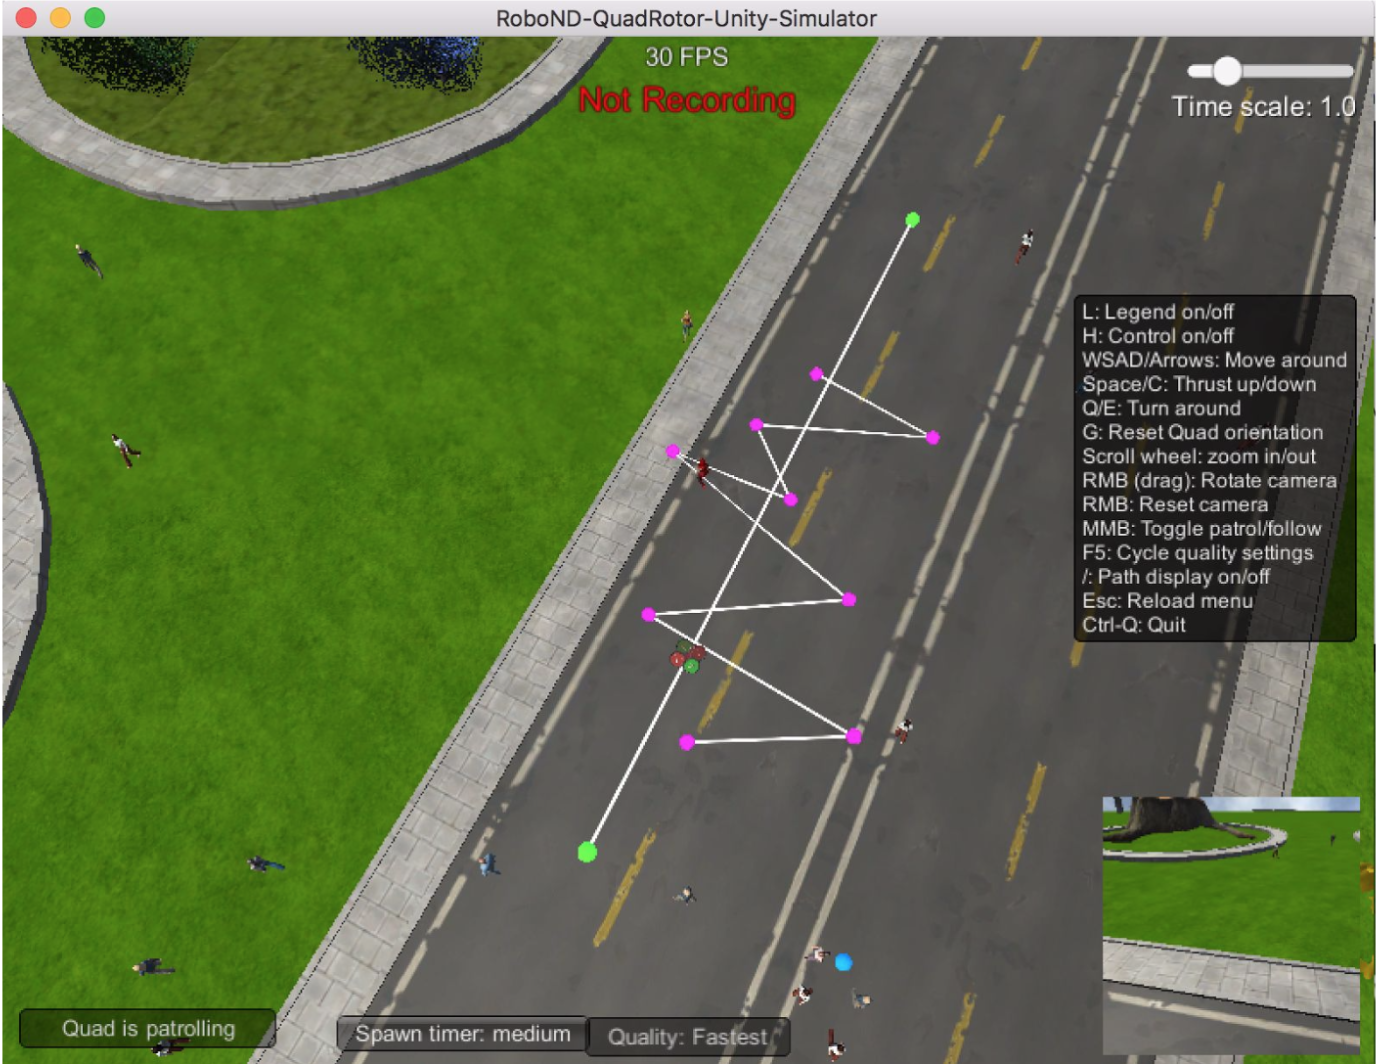 RoboND-QuadRotor-Unity-Simulator
30 FPS
Not Recording
Time scale: 1.0
L: Legend on/off
H: Control on/off
WSAD/Arrows: Move around
Space/C: Thrust up/down
Q/E: Turn around
G: Reset Quad orientation
Scroll wheel: zoom in/out
RMB (drag): Rotate camera
RMB: Reset camera
MMB: Toggle patrol/follow
F5: Cycle quality settings
/: Path display on/off
Esc: Reload menu
Ctrl-Q: Quit
Quad is patrolling
Spawn timer: medium
Quality: Fastest